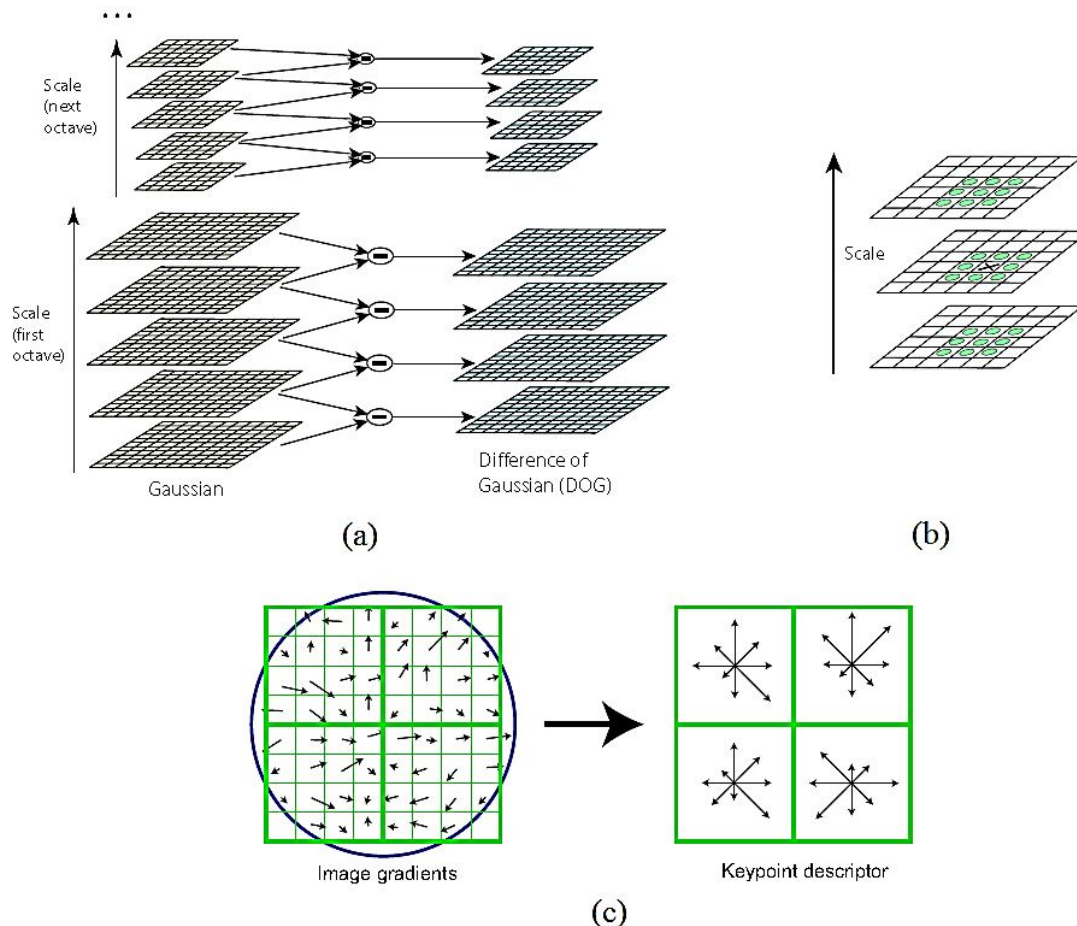 ...
Scale
(next
octave)
Scale
(first
octave)
Gaussian
Difference of
Gaussian (DOG)
(a)
Scale
(b)
Image gradients
Keypoint descriptor
(c)